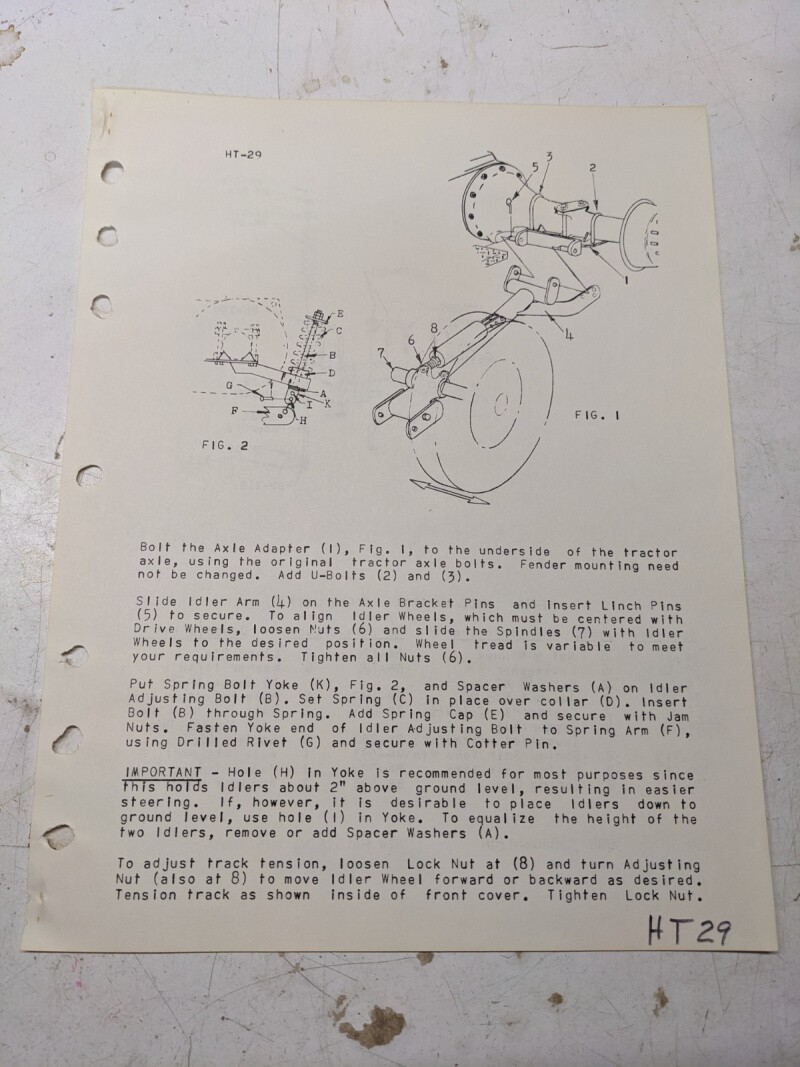 HT-29
3
5
2
1
4
8
6
7
FIG. 1
E
C
B
D
A
G
I
K
F
H
FIG. 2
Bolt the Axle Adapter (1), Fig. 1, to the underside of the tractor
axle, using the original tractor axle bolts. Fender mounting need
not be changed. Add U-Bolts (2) and (3).
Slide Idler Arm (4) on the Axle Bracket Pins and insert Linch Pins
(5) to secure. To align Idler Wheels, which must be centered with
Drive Wheels, loosen Nuts (6) and slide the Spindles (7) with Idler
Wheels to the desired position. Wheel tread is variable to meet
your requirements. Tighten all Nuts (6).
Put Spring Bolt Yoke (K), Fig. 2, and Spacer Washers (A) on Idler
Adjusting Bolt (B). Set Spring (C) in place over collar (D). Insert
Bolt (B) through Spring. Add Spring Cap (E) and secure with Jam
Nuts. Fasten Yoke end of Idler Adjusting Bolt to Spring Arm (F),
using Drilled Rivet (G) and secure with Cotter Pin.
IMPORTANT - Hole (H) in Yoke is recommended for most purposes since
this holds Idlers about 2" above ground level, resulting in easier
steering. If, however, it is desirable to place Idlers down to
ground level, use hole (I) in Yoke. To equalize the height of the
two Idlers, remove or add Spacer Washers (A).
To adjust track tension, loosen Lock Nut at (8) and turn Adjusting
Nut (also at 8) to move Idler Wheel forward or backward as desired.
Tension track as shown inside of front cover. Tighten Lock Nut.
HT29